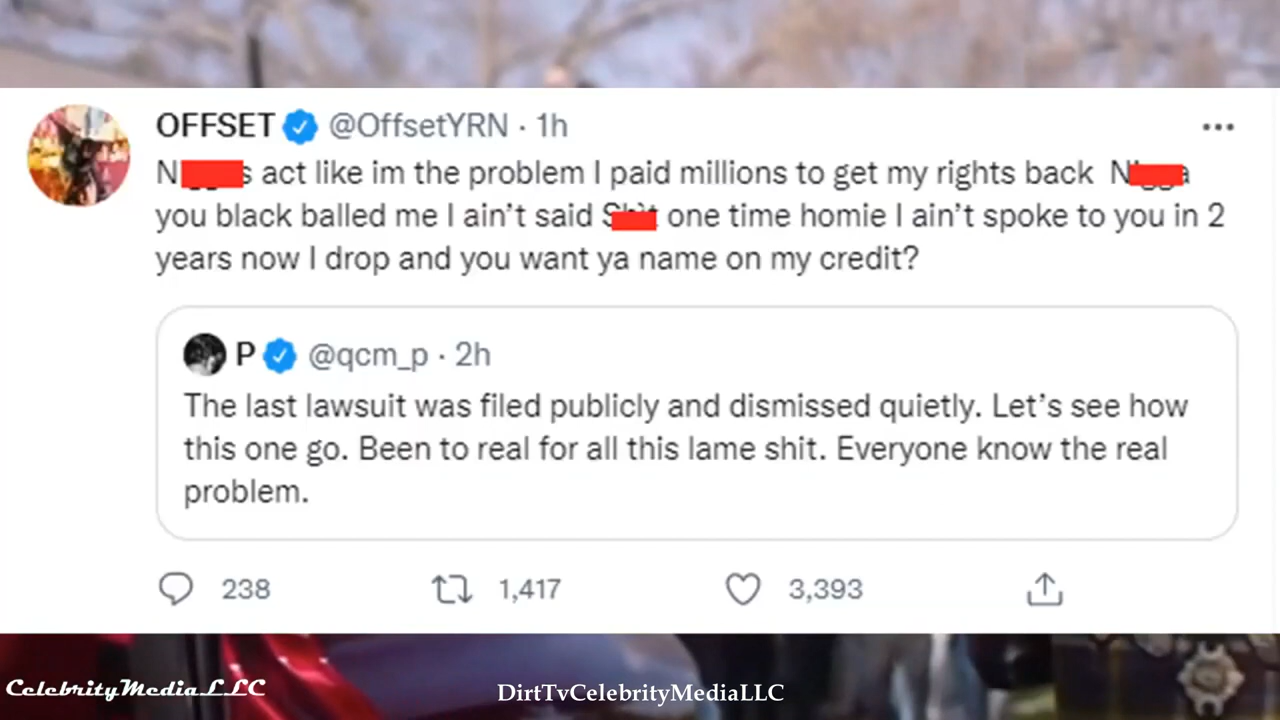 OFFSET @OffsetYRN · 1h
N s act like im the problem I paid millions to get my rights back N a
you black balled me I ain't said S t one time homie I ain't spoke to you in 2
years now I drop and you want ya name on my credit?
P @qcm_p · 2h
The last lawsuit was filed publicly and dismissed quietly. Let's see how
this one go. Been to real for all this lame shit. Everyone know the real
problem.
238 1,417 3,393
CelebrityMediaLLC
DirtTvCelebrityMediaLLC